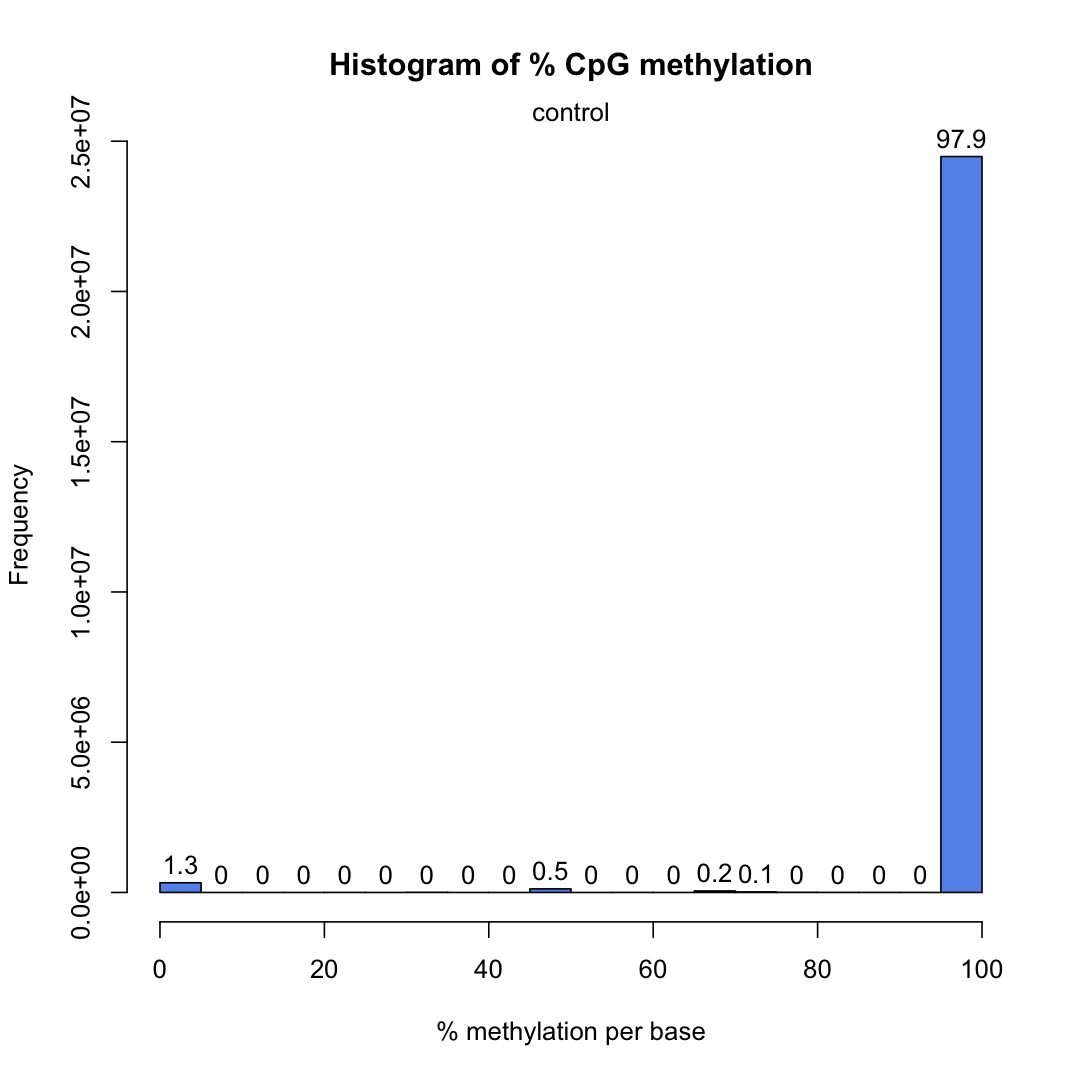 Histogram of % CpG methylation
control
Frequency
2.5e+07
2.0e+07
1.5e+07
1.0e+07
5.0e+06
0.0e+00
97.9
1.3 0 0 0 0 0 0 0 0 0.5 0 0 0 0.2 0.1 0 0 0 0
0 20 40 60 80 100
% methylation per base